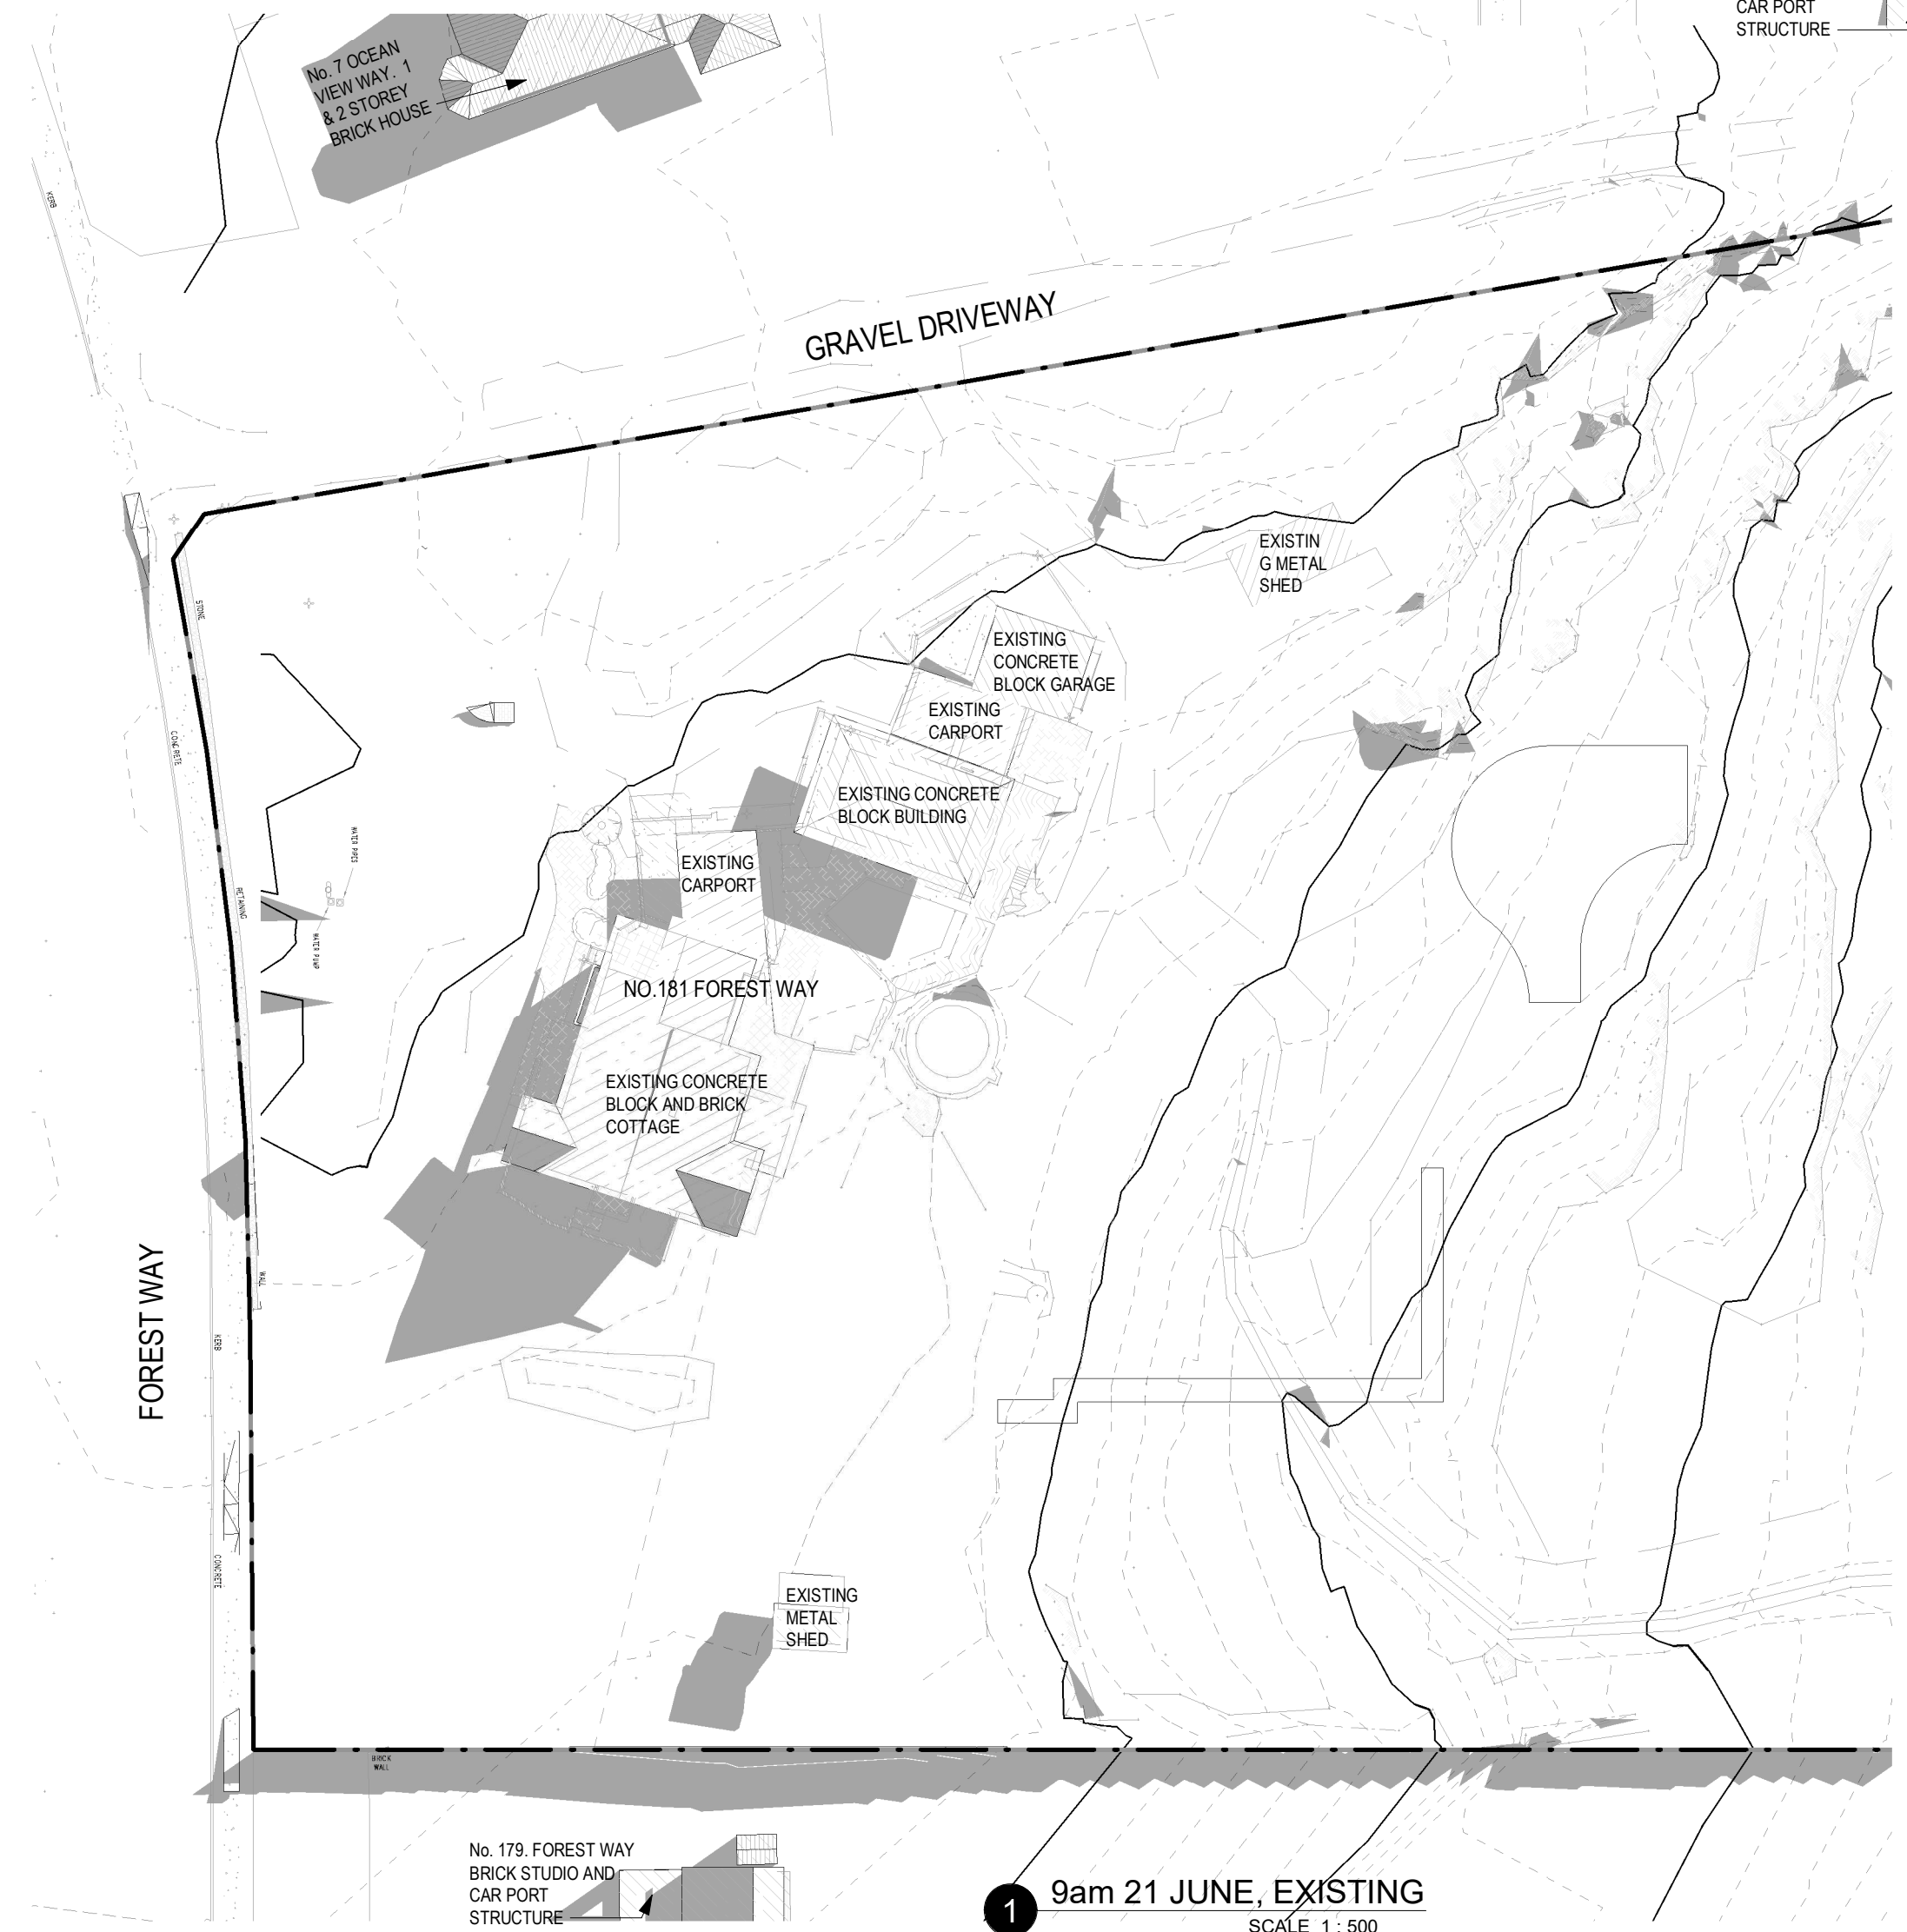 CAR PORT
STRUCTURE
No. 7 OCEAN
VIEW WAY. 1
& 2 STOREY
BRICK HOUSE
KERB
GRAVEL DRIVEWAY
STONE
EXISTIN
G METAL
SHED
EXISTING
CONCRETE
BLOCK GARAGE
EXISTING
CARPORT
CONCRETE
EXISTING CONCRETE
BLOCK BUILDING
WATER PIPES
EXISTING
CARPORT
RETAINING
WATER PUMP
NO.181 FOREST WAY
EXISTING CONCRETE
BLOCK AND BRICK
COTTAGE
WALL
FOREST WAY
KERB
CONCRETE
EXISTING
METAL
SHED
BRICK
WALL
No. 179. FOREST WAY
BRICK STUDIO AND
CAR PORT
STRUCTURE
1
9am 21 JUNE, EXISTING
SCALE 1 : 500